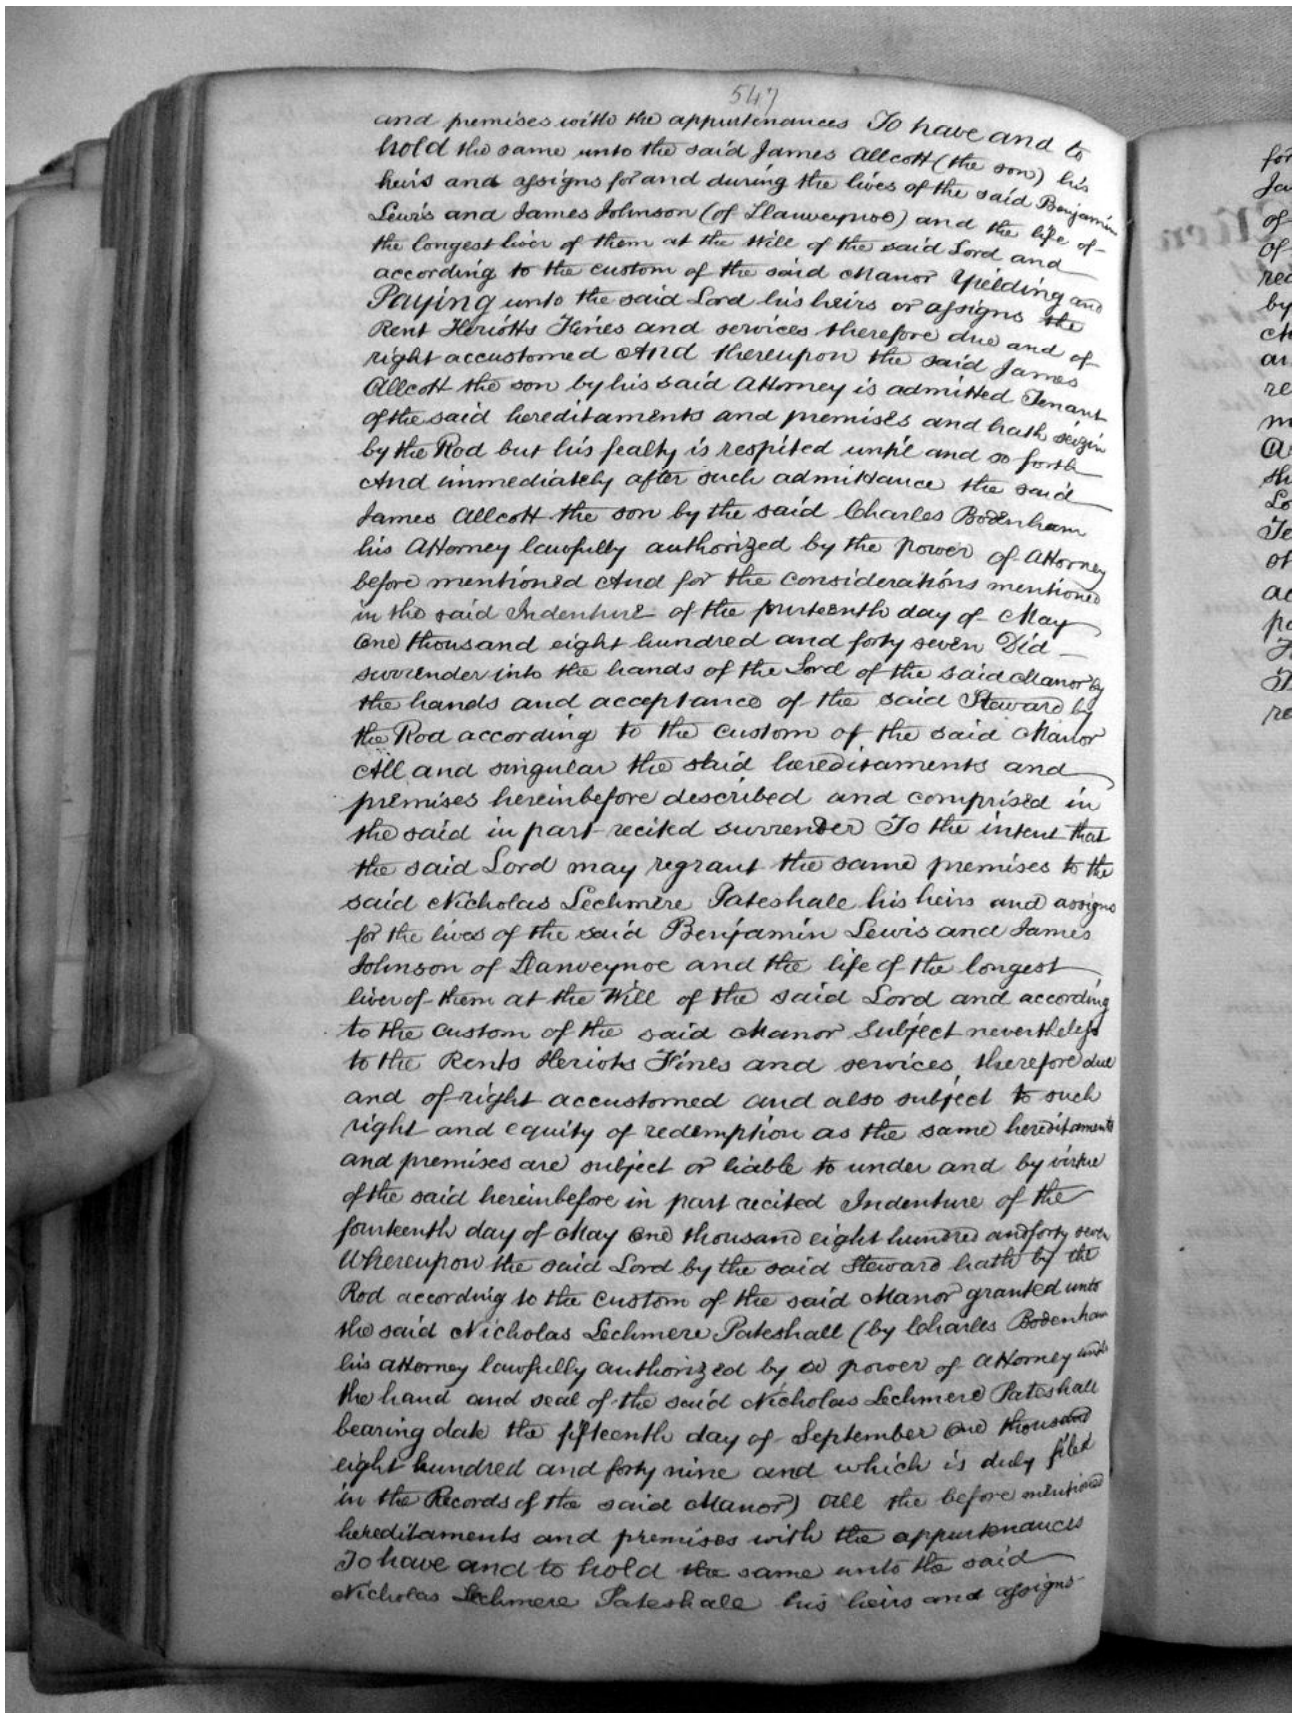 547
and premises with the appurtenances To have and to
hold the same unto the said James Allcott (the son) his
heirs and assigns for and during the lives of the said Benjamin
Lewis and James Johnson (of Llanveynoe) and the life of
the longest liver of them at the Will of the said Lord and
according to the custom of the said Manor Yielding and
Paying unto the said Lord his heirs or assigns the
Rent Heriotts Fines and services therefore due and of
right accustomed And thereupon the said James
Allcott the son by his said Attorney is admitted Tenant
of the said hereditaments and premises and hath seizin
by the Rod but his fealty is respited until and so forth
And immediately after such admittance the said
James Allcott the son by the said Charles Bodenham
his Attorney lawfully authorized by the power of Attorney
before mentioned And for the considerations mentioned
in the said Indenture of the fourteenth day of May
One thousand eight hundred and forty seven Did
surrender into the hands of the Lord of the said Manor by
the hands and acceptance of the said Steward by
the Rod according to the custom of the said Manor
All and singular the said hereditaments and
premises hereinbefore described and comprised in
the said in part recited surrender To the intent that
the said Lord may regrant the same premises to the
said Nicholas Lechmere Pateshall his heirs and assigns
for the lives of the said Benjamin Lewis and James
Johnson of Llanveynoe and the life of the longest
liver of them at the Will of the said Lord and according
to the custom of the said Manor Subject nevertheless
to the Rents Heriots Fines and services, therefore due
and of right accustomed and also subject to such
right and equity of redemption as the same hereditaments
and premises are subject or liable to under and by virtue
of the said hereinbefore in part recited Indenture of the
fourteenth day of May One thousand eight hundred and forty seven
Whereupon the said Lord by the said Steward hath by the
Rod according to the custom of the said Manor granted unto
the said Nicholas Lechmere Pateshall (by Charles Bodenham
his Attorney lawfully authorized by a power of Attorney under
the hand and seal of the said Nicholas Lechmere Pateshall
bearing date the fifteenth day of September One thousand
eight hundred and forty nine and which is duly filed
in the Records of the said Manor) All the before mentioned
hereditaments and premises with the appurtenances
To have and to hold the same unto the said
Nicholas Lechmere Pateshall his heirs and assigns